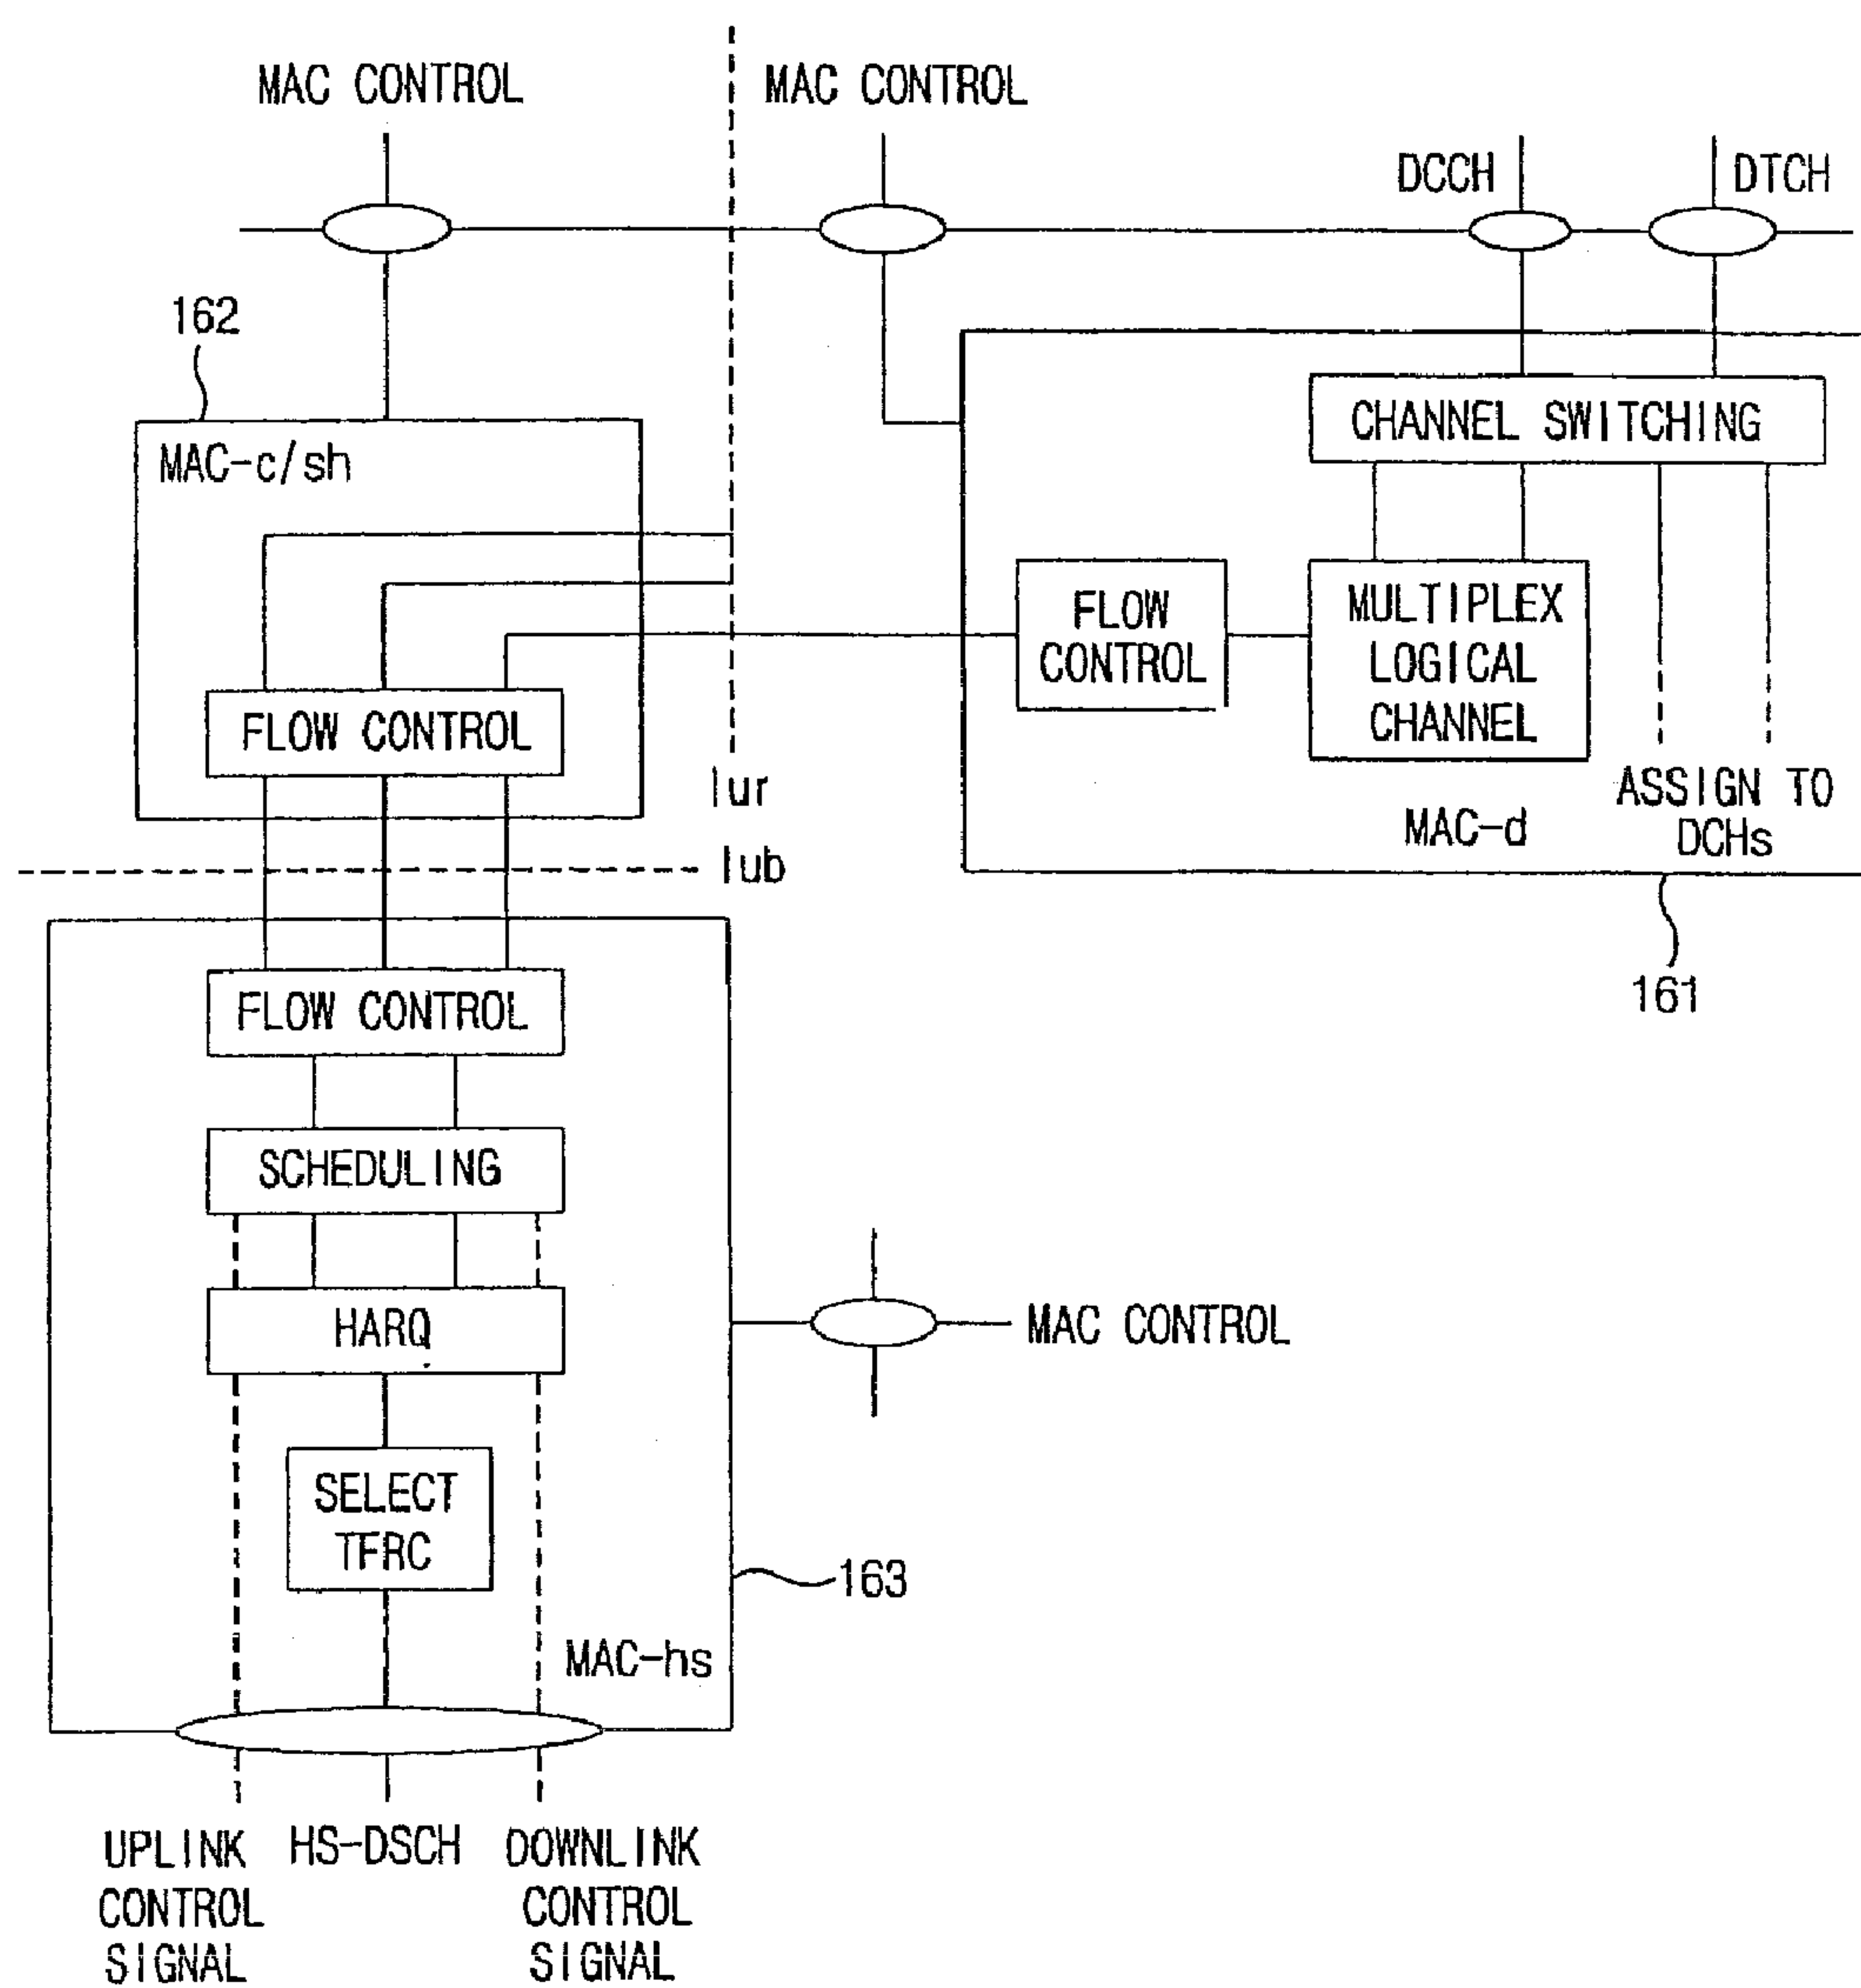 MAC CONTROL
MAC CONTROL
DCCH
DTCH
162
MAC-c/sh
CHANNEL SWITCHING
FLOW
CONTROL
MULTIPLEX
LOGICAL
CHANNEL
FLOW CONTROL
Iur
ASSIGN TO
DCHs
MAC-d
Iub
161
FLOW CONTROL
SCHEDULING
HARQ
MAC CONTROL
SELECT
TFRC
163
MAC-hs
UPLINK
CONTROL
SIGNAL
HS-DSCH
DOWNLINK
CONTROL
SIGNAL